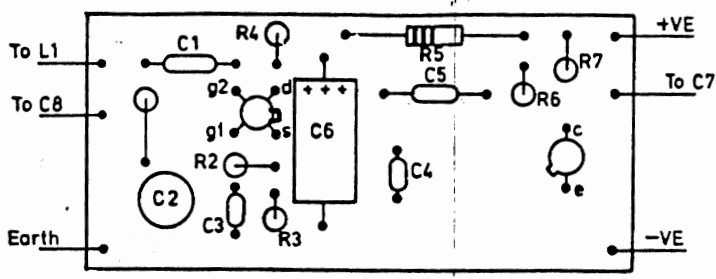 R4
+VE
C1
R7
To L1
R5
g2
d
C5
To C7
To C8
+ + +
R6
g1
s
C6
c
R2
C4
e
C2
C3
R3
Earth
-VE